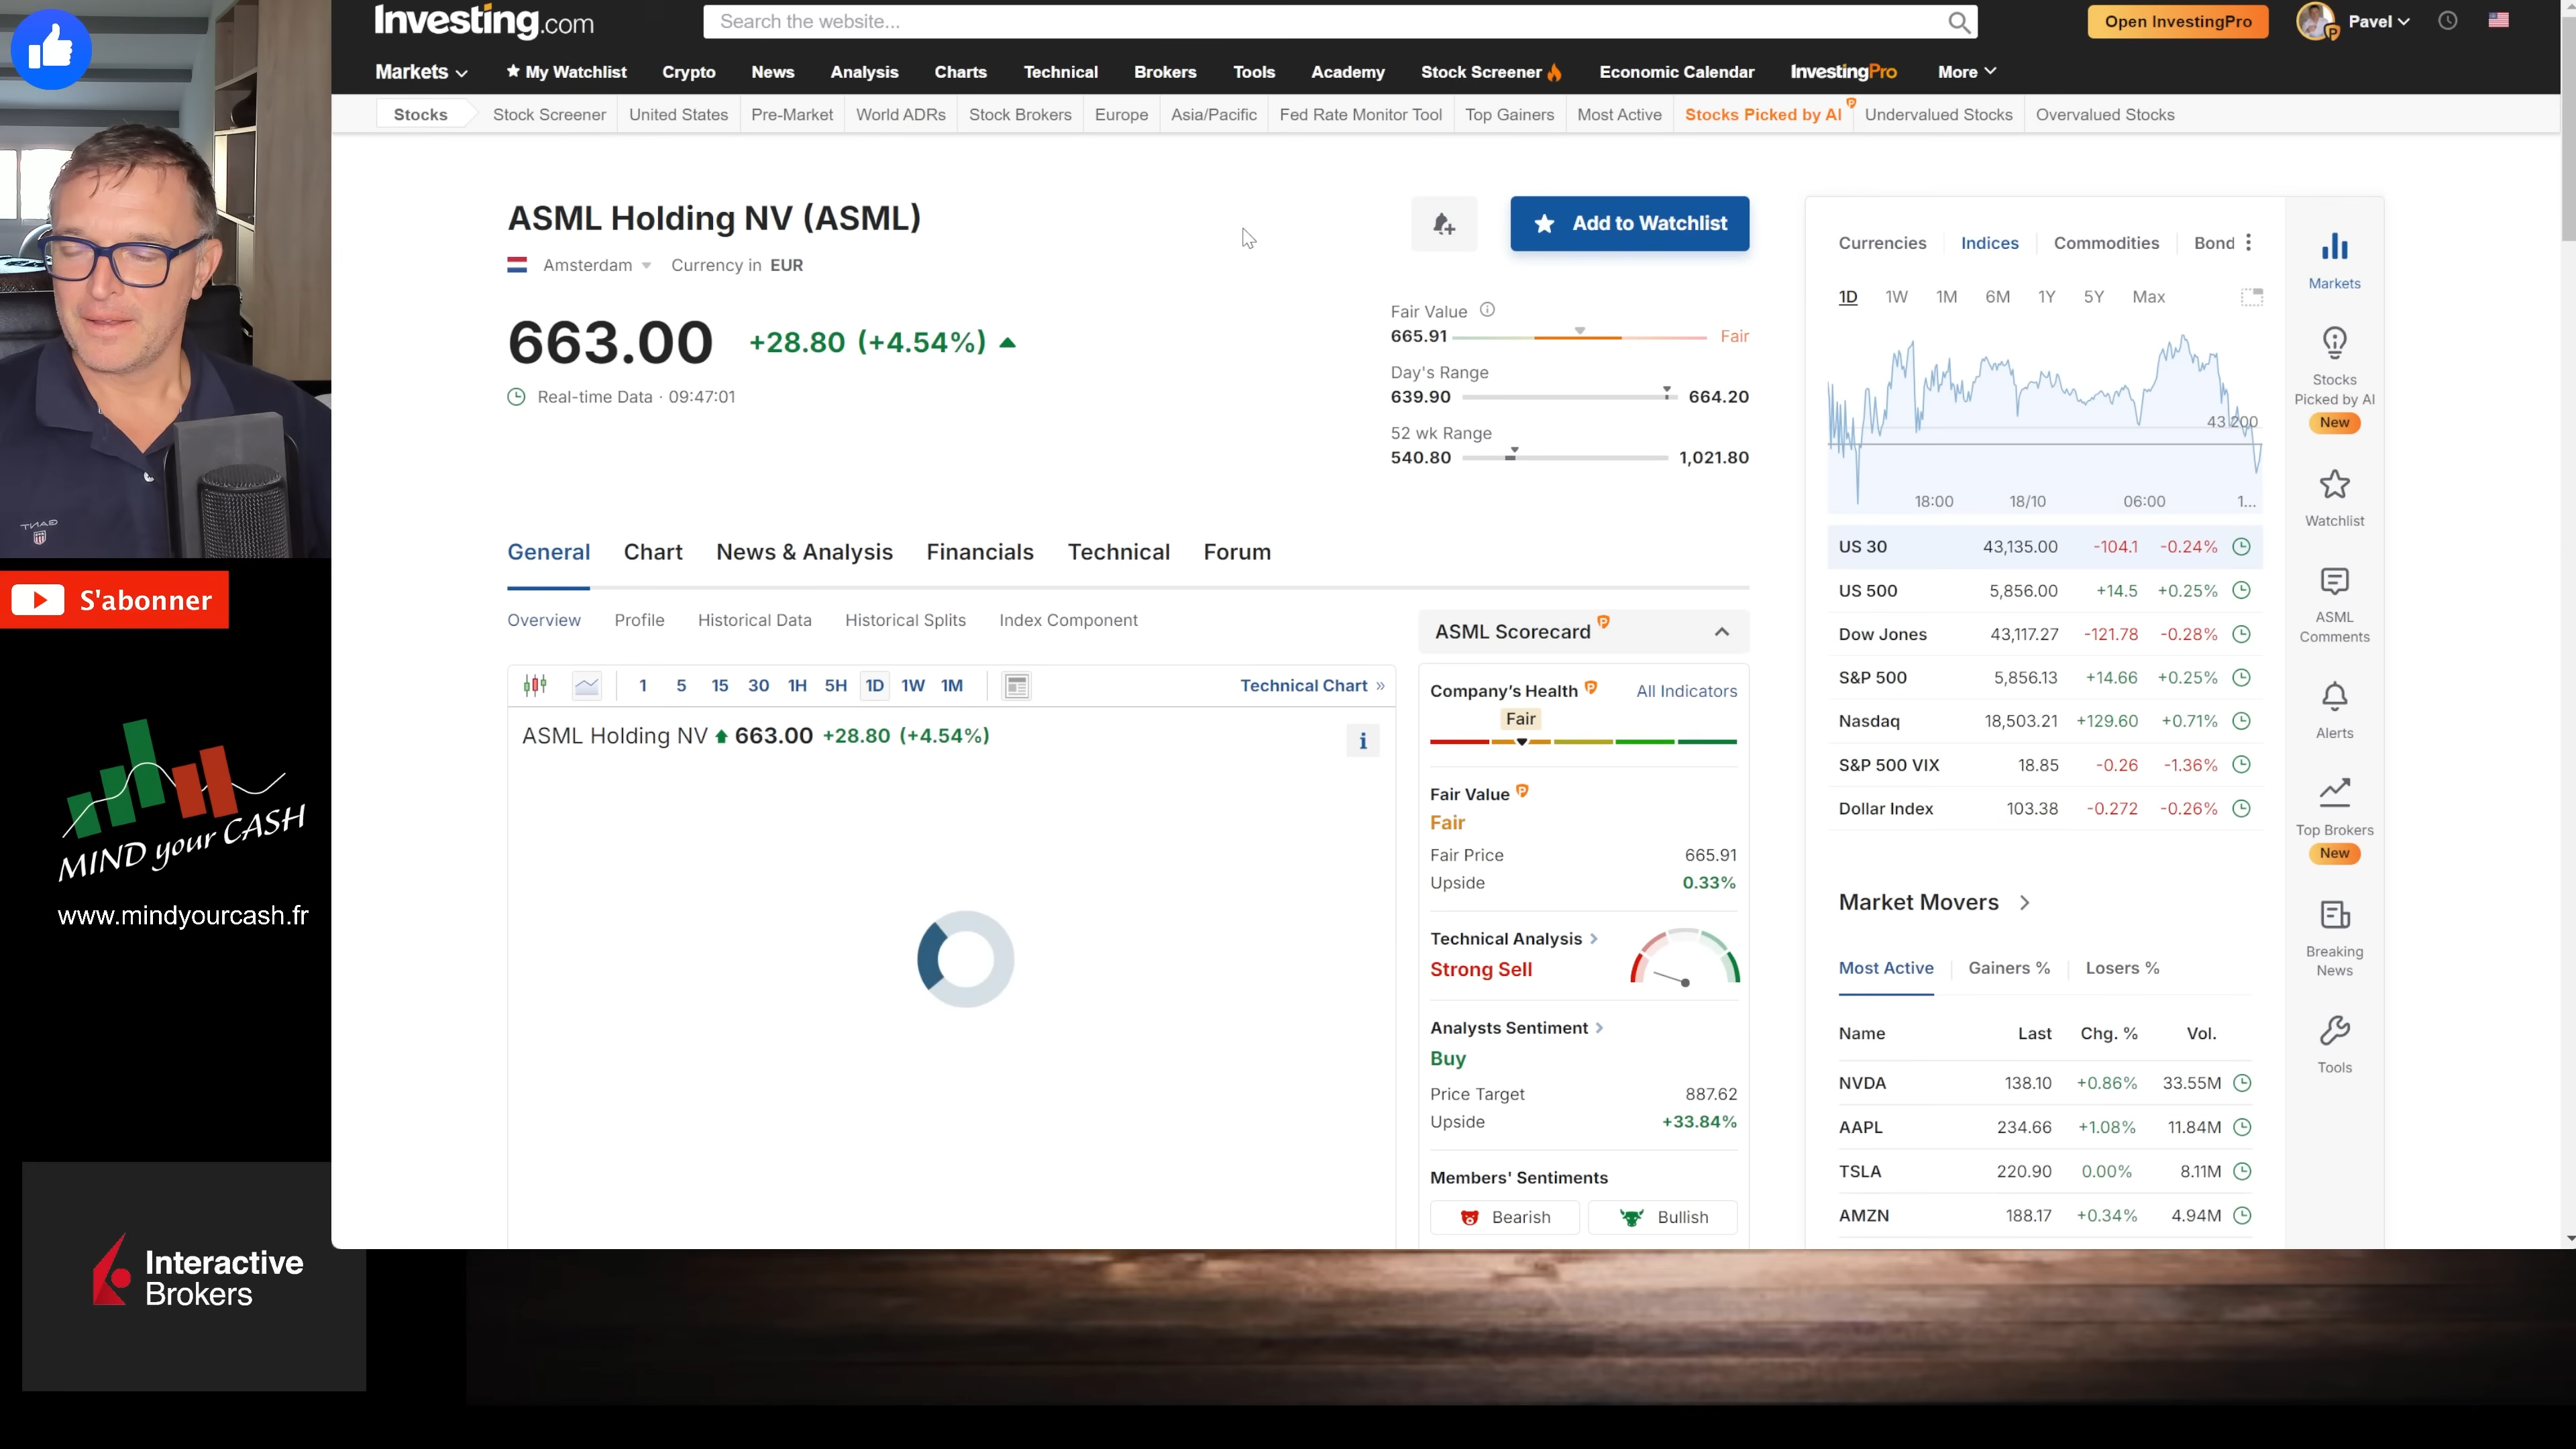 Investing.com
Search the website...
Open InvestingPro
Pavel
Markets
My Watchlist
Crypto
News
Analysis
Charts
Technical
Brokers
Tools
Academy
Stock Screener
Economic Calendar
InvestingPro
More
Stocks
Stock Screener
United States
Pre-Market
World ADRs
Stock Brokers
Europe
Asia/Pacific
Fed Rate Monitor Tool
Top Gainers
Most Active
Stocks Picked by AI
Undervalued Stocks
Overvalued Stocks
ASML Holding NV (ASML)
Amsterdam
Currency in EUR
663.00 +28.80 (+4.54%)
Real-time Data · 09:47:01
Add to Watchlist
Fair Value
665.91 Fair
Day's Range
639.90 664.20
52 wk Range
540.80 1,021.80
General
Chart
News & Analysis
Financials
Technical
Forum
Overview
Profile
Historical Data
Historical Splits
Index Component
1 5 15 30 1H 5H 1D 1W 1M
Technical Chart »
ASML Holding NV 663.00 +28.80 (+4.54%)
i
ASML Scorecard
Company's Health
All Indicators
Fair
Fair Value
Fair
Fair Price 665.91
Upside 0.33%
Technical Analysis
Strong Sell
Analysts Sentiment
Buy
Price Target 887.62
Upside +33.84%
Members' Sentiments
Bearish
Bullish
Currencies
Indices
Commodities
Bond
1D 1W 1M 6M 1Y 5Y Max
43 200
18:00 18/10 06:00 1...
US 30 43,135.00 -104.1 -0.24%
US 500 5,856.00 +14.5 +0.25%
Dow Jones 43,117.27 -121.78 -0.28%
S&P 500 5,856.13 +14.66 +0.25%
Nasdaq 18,503.21 +129.60 +0.71%
S&P 500 VIX 18.85 -0.26 -1.36%
Dollar Index 103.38 -0.272 -0.26%
Market Movers
Most Active
Gainers %
Losers %
Name Last Chg. % Vol.
NVDA 138.10 +0.86% 33.55M
AAPL 234.66 +1.08% 11.84M
TSLA 220.90 0.00% 8.11M
AMZN 188.17 +0.34% 4.94M
Markets
Stocks
Picked by AI
New
Watchlist
ASML
Comments
Alerts
Top Brokers
New
Breaking
News
Tools
GANT
S'abonner
MIND your CASH
www.mindyourcash.fr
Interactive
Brokers